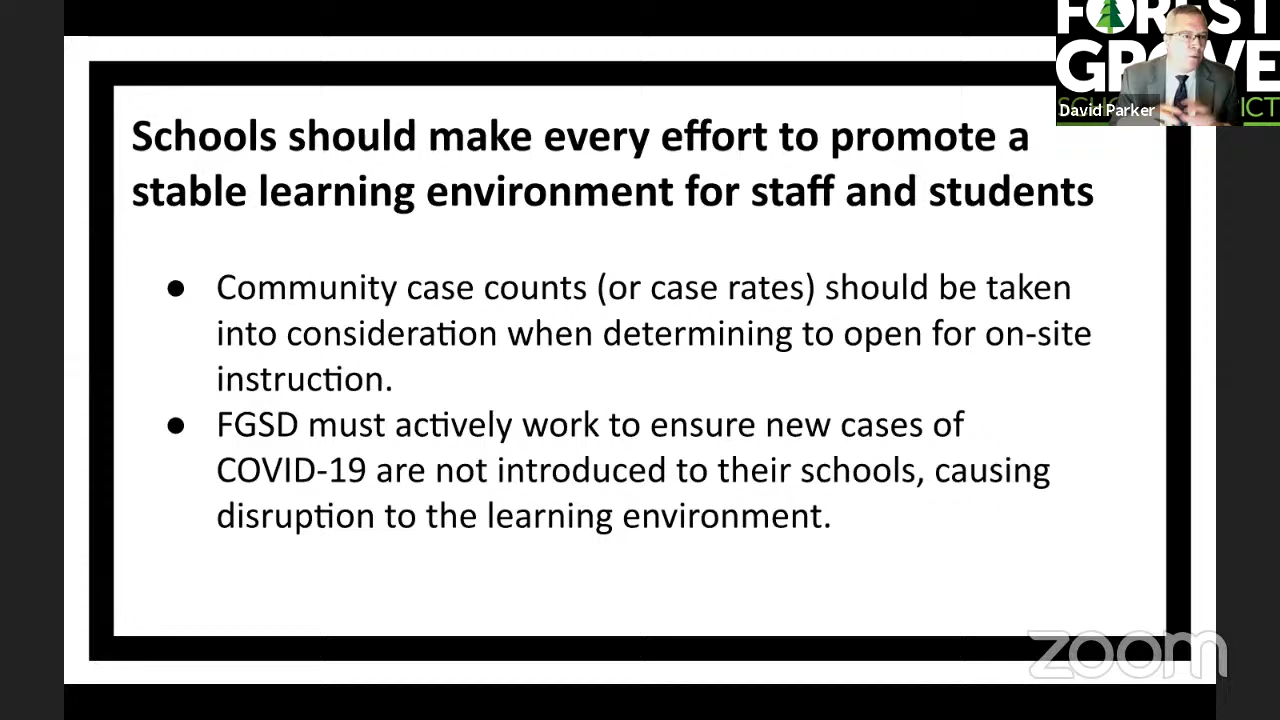 FOREST
GROVE
David Parker
Schools should make every effort to promote a
stable learning environment for staff and students
● Community case counts (or case rates) should be taken
into consideration when determining to open for on-site
instruction.
● FGSD must actively work to ensure new cases of
COVID-19 are not introduced to their schools, causing
disruption to the learning environment.
zoom